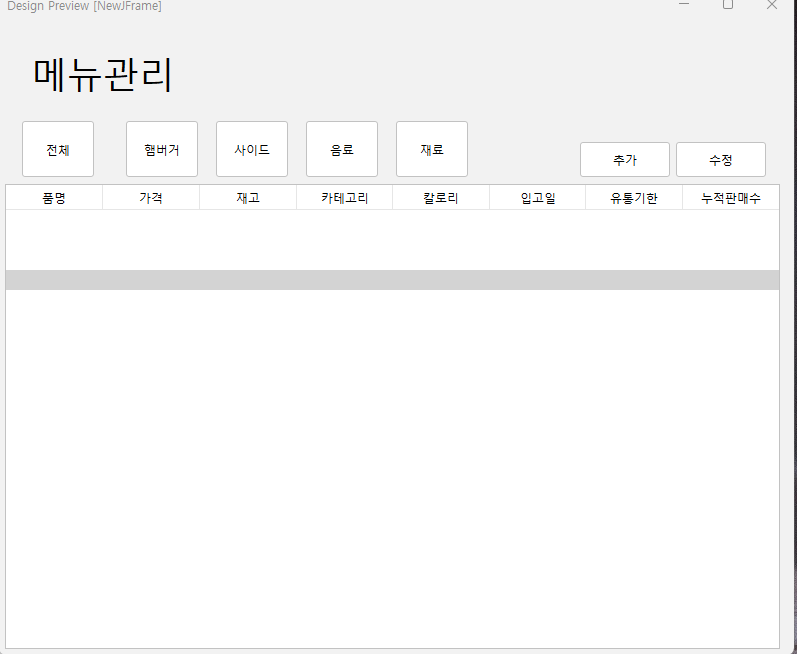 Design Preview [NewJFrame]
메뉴관리
전체 햄버거 사이드 음료 재료 추가 수정
품명 가격 재고 카테고리 칼로리 입고일 유통기한 누적판매수